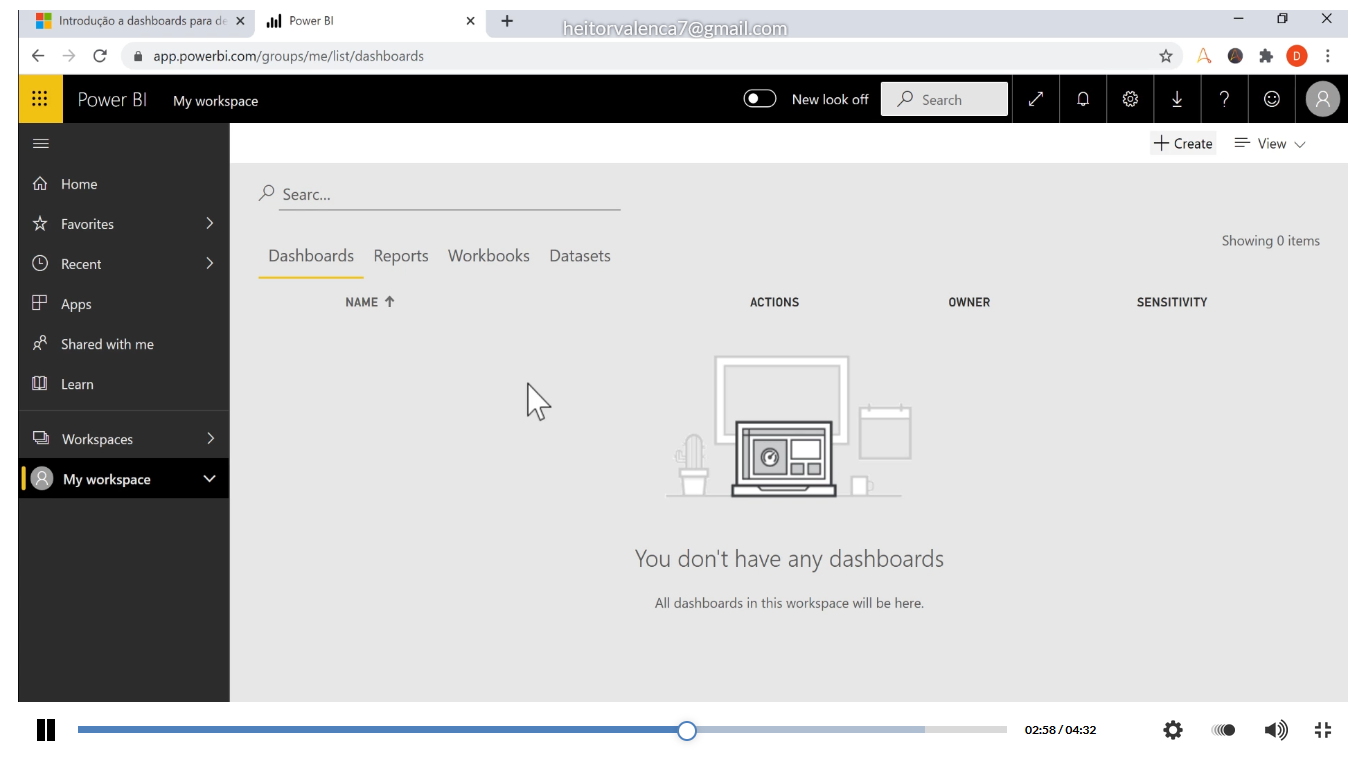 Introdução a dashboards para de
Power BI
heitorvalenca7@gmail.com
app.powerbi.com/groups/me/list/dashboards
D
Power BI My workspace
New look off
Search
+ Create
View
Home
Favorites
Recent
Apps
Shared with me
Learn
Workspaces
My workspace
Searc...
Showing 0 items
Dashboards Reports Workbooks Datasets
NAME ACTIONS OWNER SENSITIVITY
You don't have any dashboards
All dashboards in this workspace will be here.
02:58 / 04:32